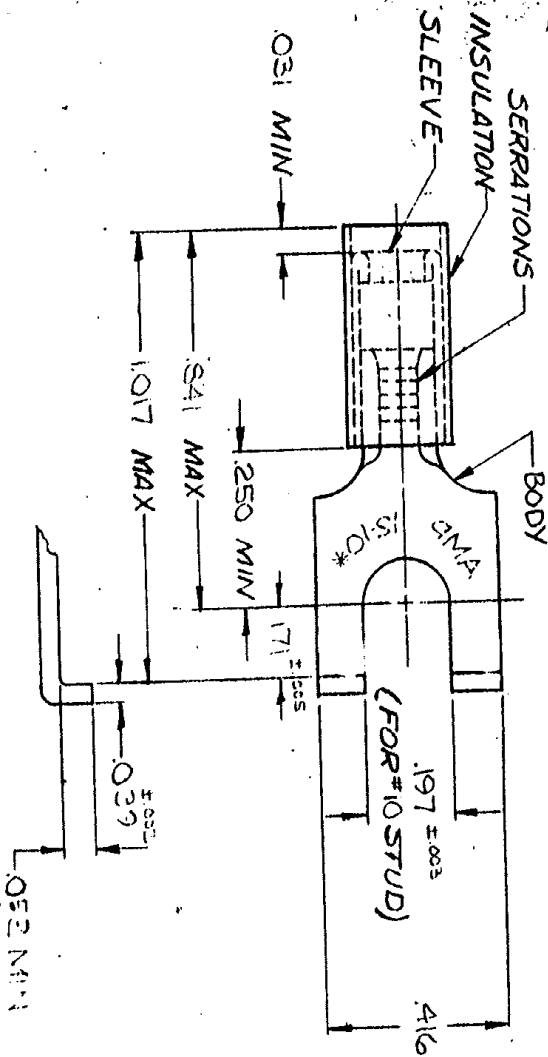 SERRATIONS
INSULATION
SLEEVE
BODY
.031 MIN
.841 MAX
1.017 MAX
.250 MIN
.171 ±.005
AMP
*
.197 ±.003
(FOR #10 STUD)
.416
.039
.052 MIN